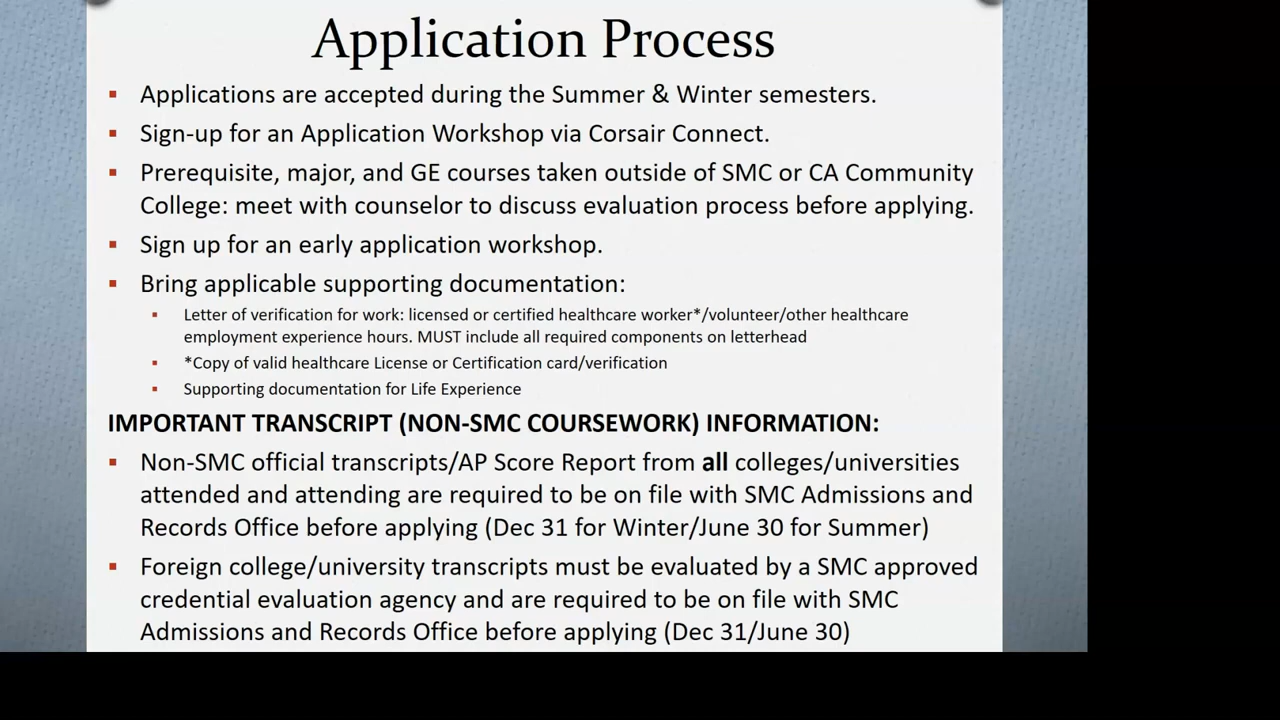 Application Process
Applications are accepted during the Summer & Winter semesters.
Sign-up for an Application Workshop via Corsair Connect.
Prerequisite, major, and GE courses taken outside of SMC or CA Community
College: meet with counselor to discuss evaluation process before applying.
Sign up for an early application workshop.
Bring applicable supporting documentation:
Letter of verification for work: licensed or certified healthcare worker*/volunteer/other healthcare
employment experience hours. MUST include all required components on letterhead
*Copy of valid healthcare License or Certification card/verification
Supporting documentation for Life Experience
IMPORTANT TRANSCRIPT (NON-SMC COURSEWORK) INFORMATION:
Non-SMC official transcripts/AP Score Report from all colleges/universities
attended and attending are required to be on file with SMC Admissions and
Records Office before applying (Dec 31 for Winter/June 30 for Summer)
Foreign college/university transcripts must be evaluated by a SMC approved
credential evaluation agency and are required to be on file with SMC
Admissions and Records Office before applying (Dec 31/June 30)